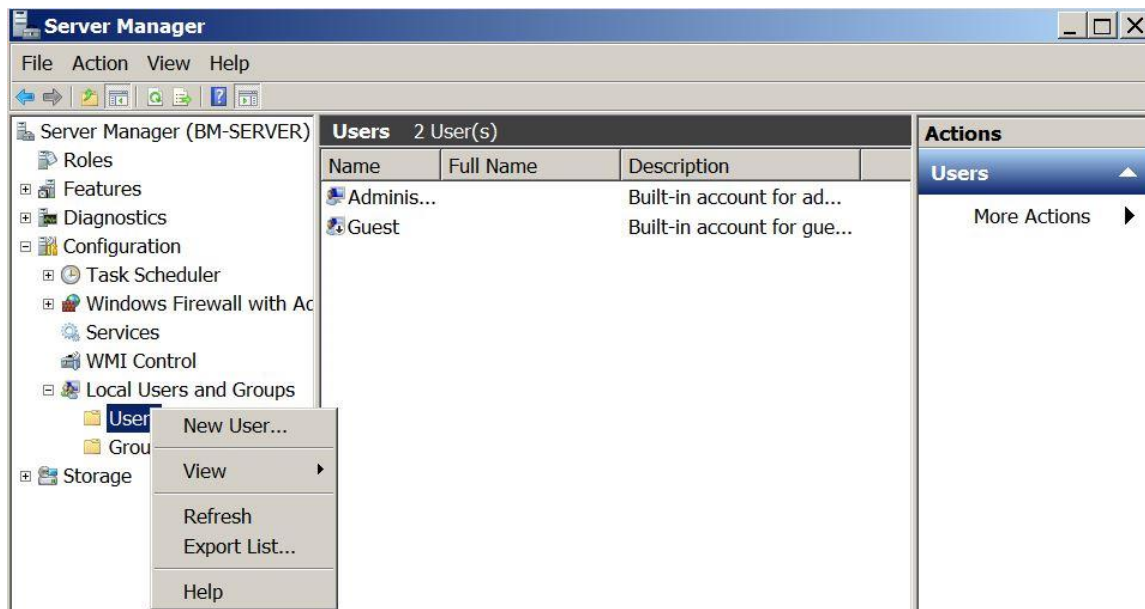 Server Manager
File Action View Help
Server Manager (BM-SERVER)
Roles
Features
Diagnostics
Configuration
Task Scheduler
Windows Firewall with Ad
Services
WMI Control
Local Users and Groups
User
Grou
Storage
New User...
View
Refresh
Export List...
Help
Users 2 User(s)
Name Full Name Description
Adminis... Built-in account for ad...
Guest Built-in account for gue...
Actions
Users
More Actions